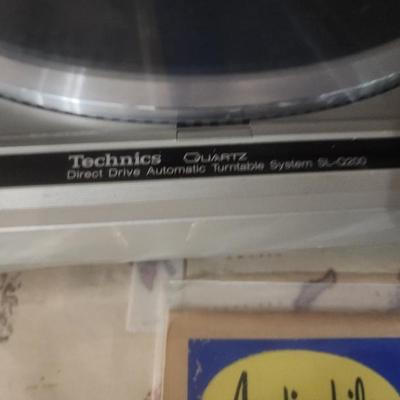 Technics QUARTZ
Direct Drive Automatic Turntable System SL-Q200